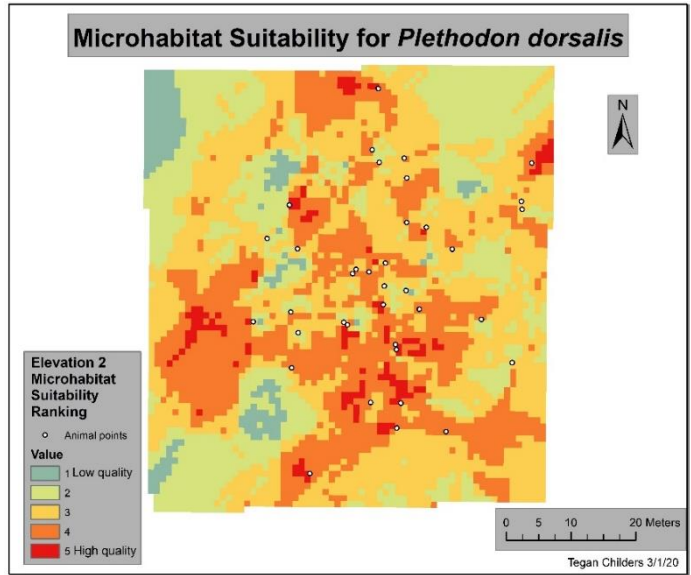 Microhabitat Suitability for Plethodon dorsalis
N
Elevation 2
Microhabitat
Suitability
Ranking
Animal points
Value
1 Low quality
2
3
4
5 High quality
0 5 10 20 Meters
Tegan Childers 3/1/20